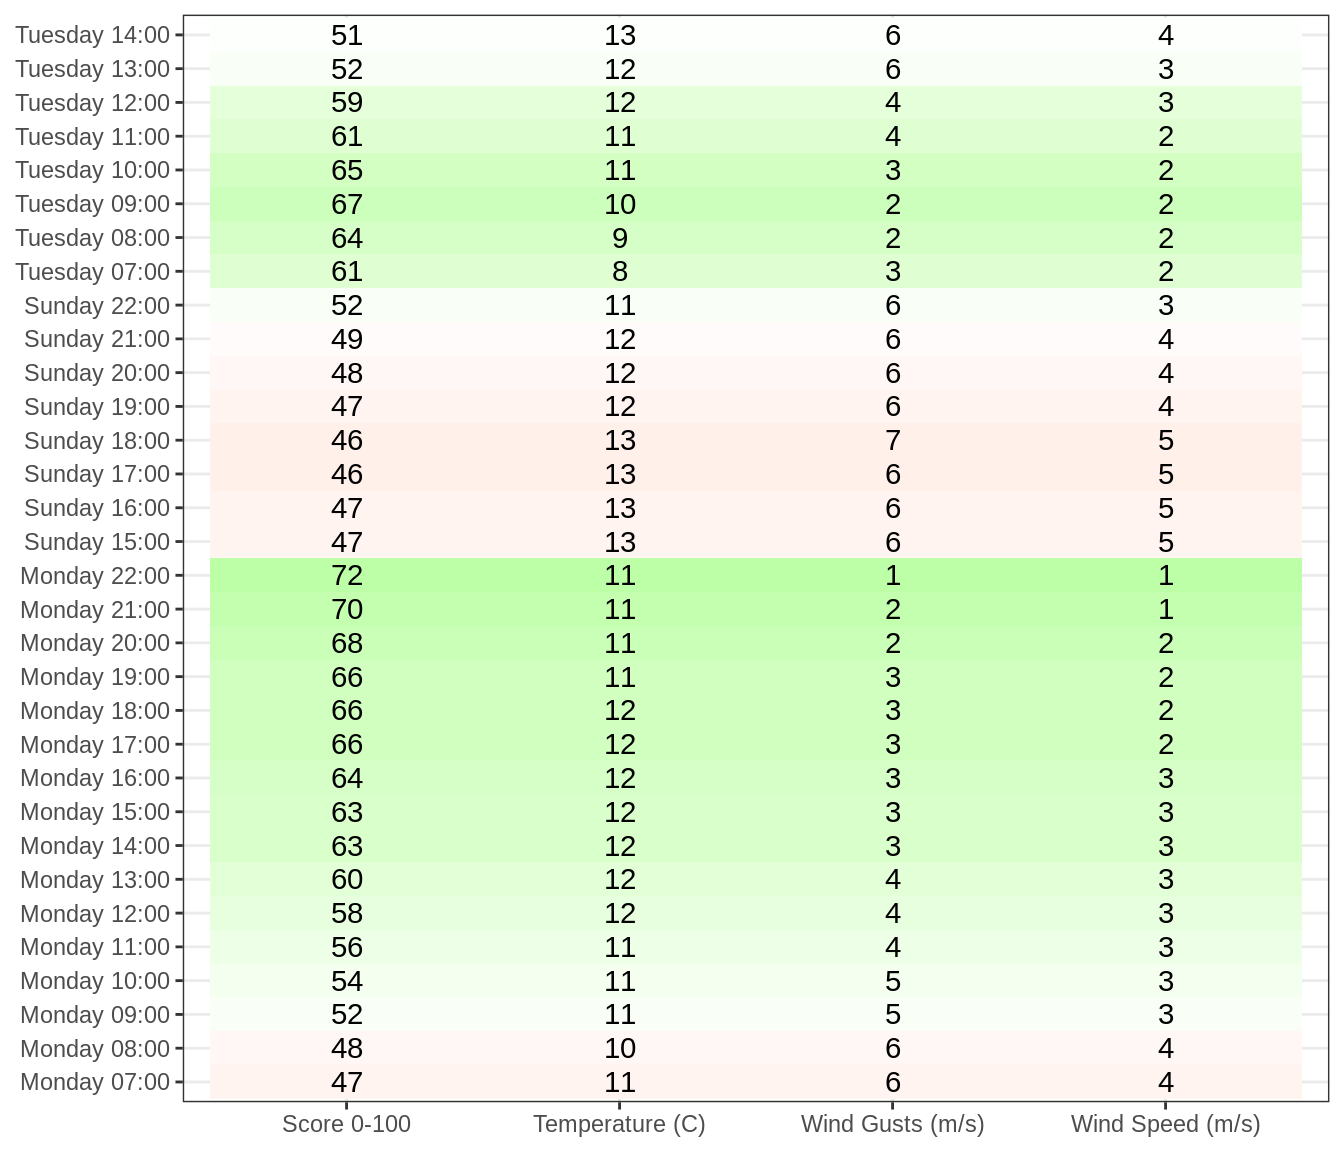 Tuesday 14:00 51 13 6 4
Tuesday 13:00 52 12 6 3
Tuesday 12:00 59 12 4 3
Tuesday 11:00 61 11 4 2
Tuesday 10:00 65 11 3 2
Tuesday 09:00 67 10 2 2
Tuesday 08:00 64 9 2 2
Tuesday 07:00 61 8 3 2
Sunday 22:00 52 11 6 3
Sunday 21:00 49 12 6 4
Sunday 20:00 48 12 6 4
Sunday 19:00 47 12 6 4
Sunday 18:00 46 13 7 5
Sunday 17:00 46 13 6 5
Sunday 16:00 47 13 6 5
Sunday 15:00 47 13 6 5
Monday 22:00 72 11 1 1
Monday 21:00 70 11 2 1
Monday 20:00 68 11 2 2
Monday 19:00 66 11 3 2
Monday 18:00 66 12 3 2
Monday 17:00 66 12 3 2
Monday 16:00 64 12 3 3
Monday 15:00 63 12 3 3
Monday 14:00 63 12 3 3
Monday 13:00 60 12 4 3
Monday 12:00 58 12 4 3
Monday 11:00 56 11 4 3
Monday 10:00 54 11 5 3
Monday 09:00 52 11 5 3
Monday 08:00 48 10 6 4
Monday 07:00 47 11 6 4
Score 0-100 Temperature (C) Wind Gusts (m/s) Wind Speed (m/s)